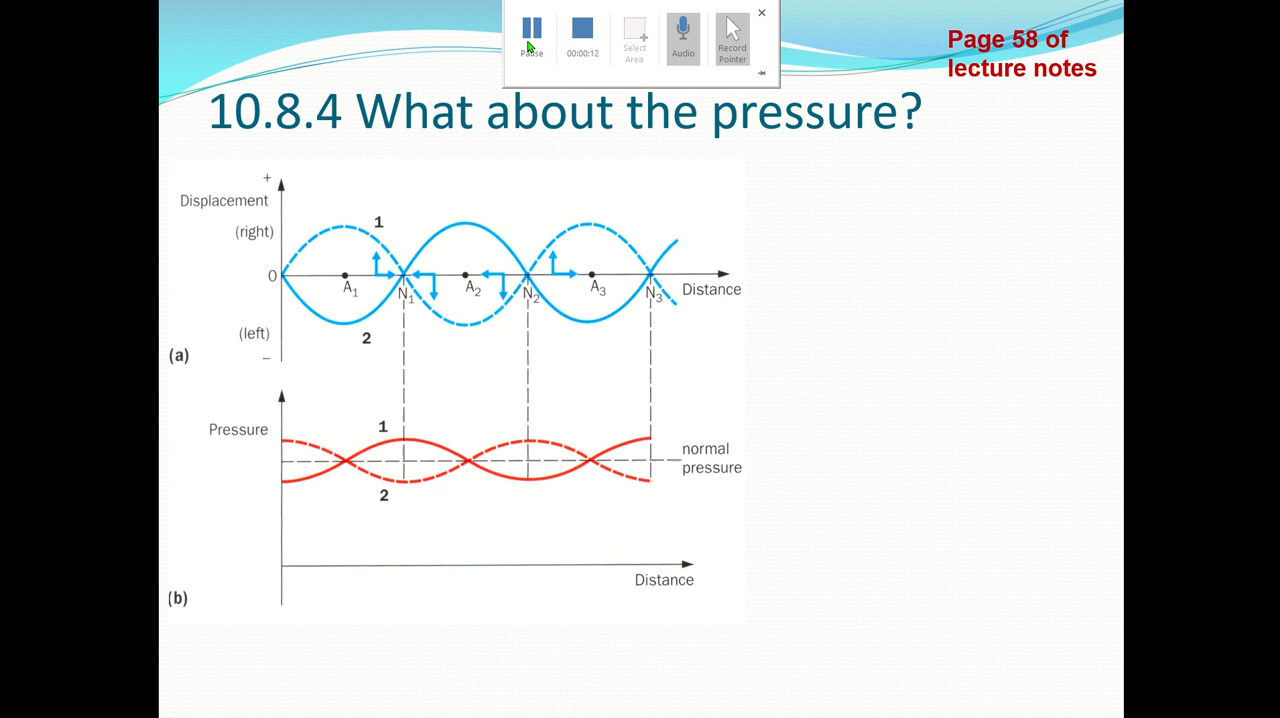 Pause
00:00:12
Select
Area
Audio
Record
Pointer
Page 58 of
lecture notes
10.8.4 What about the pressure?
+
Displacement
(right)
1
0
A1
N1
A2
N2
A3
N3
Distance
(left)
2
(a)
−
Pressure
1
normal
pressure
2
Distance
(b)